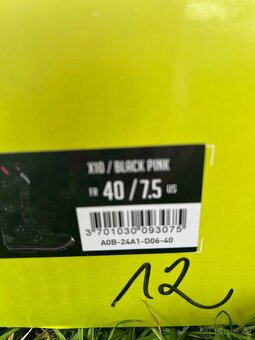 X10 / BLACK PINK
FR 40 / 7.5 US
3 701030 093075
A0B-24A1-D06-40
12